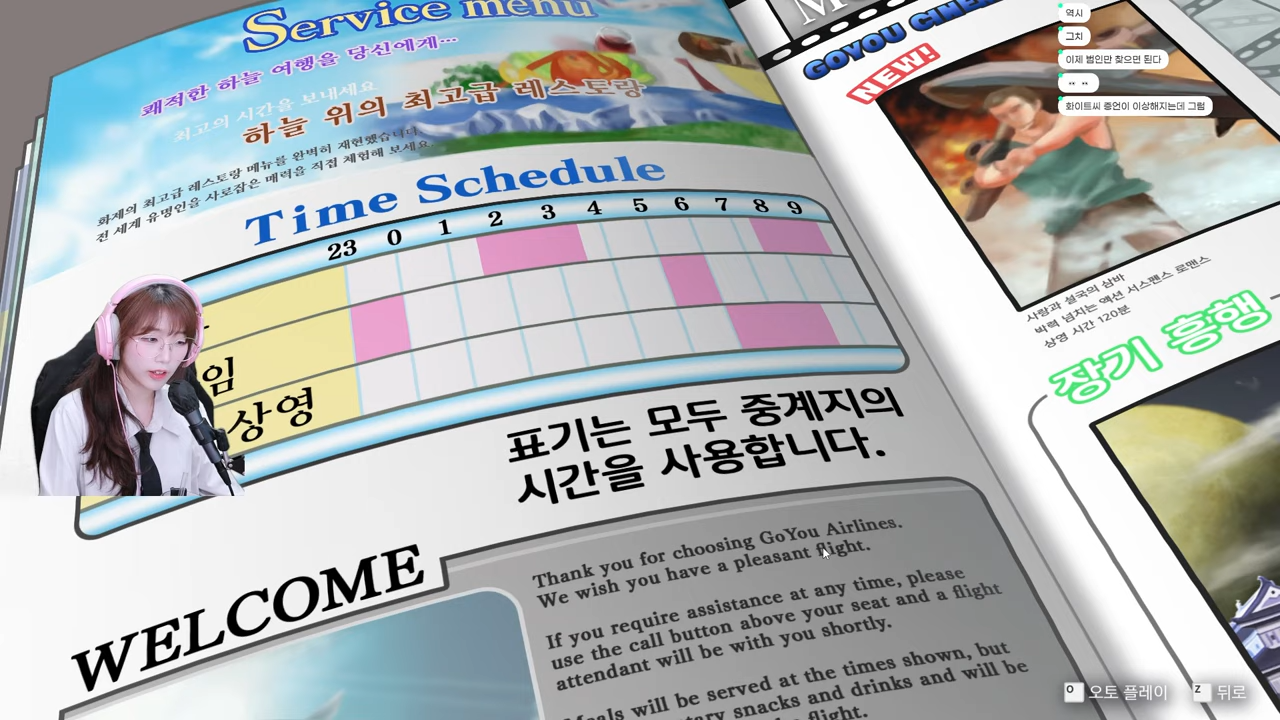 Service menu
쾌적한 하늘 여행을 당신에게…
최고의 시간을 보내세요
하늘 위의 최고급 레스토랑
화제의 최고급 레스토랑 메뉴를 완벽히 재현했습니다.
전 세계 유명인을 사로잡은 매력을 직접 체험해 보세요.
Time Schedule
23 0 1 2 3 4 5 6 7 8 9
임
상영
표기는 모두 중계지의
시간을 사용합니다.
WELCOME
Thank you for choosing GoYou Airlines.
We wish you have a pleasant flight.
If you require assistance at any time, please
use the call button above your seat and a flight
attendant will be with you shortly.
Meals will be served at the times shown, but
snacks and drinks and will be
flight.
GOYOU CINEMA
NEW!
사랑과 설국의 삼바
박력 넘치는 액션 서스펜스 로맨스
상영 시간 120분
장기 흥행
역시
그치
이제 범인만 찾으면 된다
화이트씨 증언이 이상해지는데 그럼
O 오토 플레이
Z 뒤로